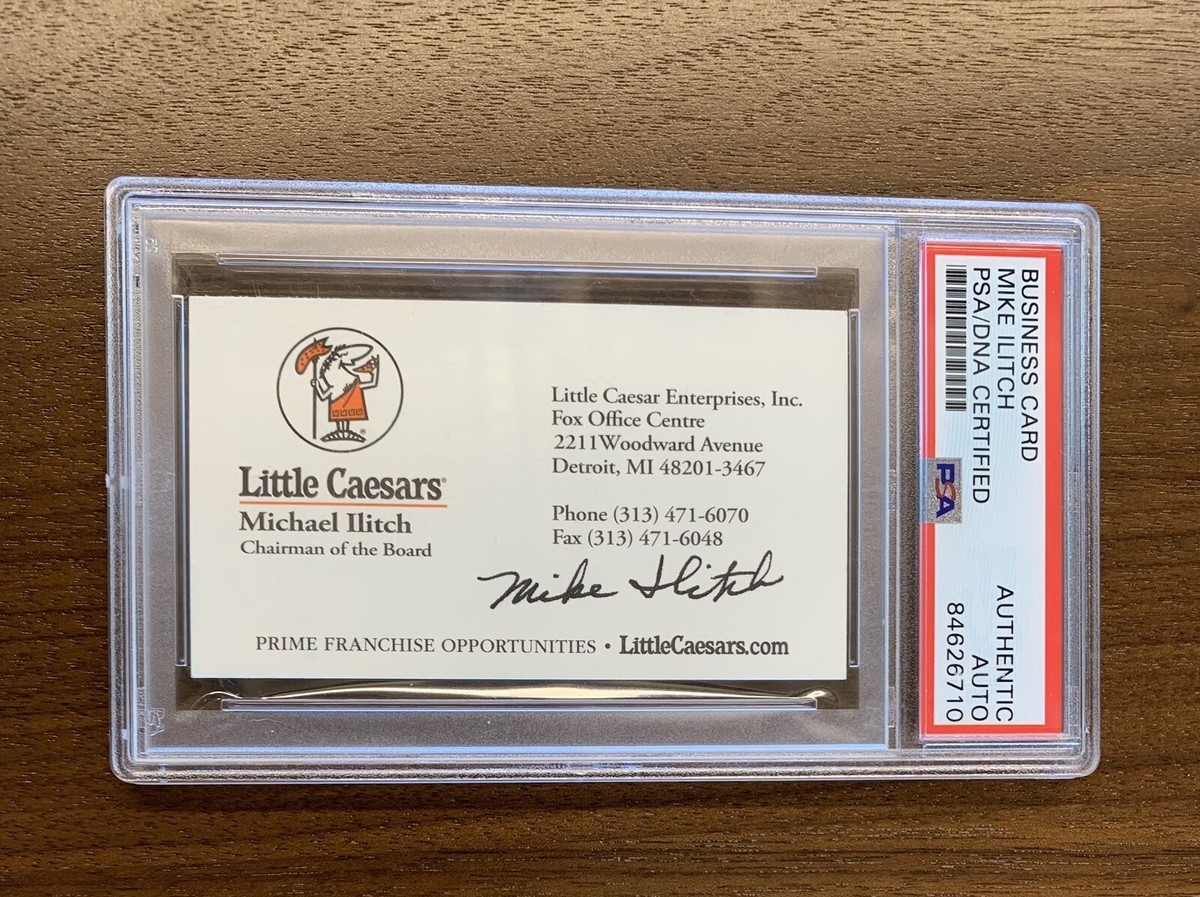 Little Caesars®
Michael Ilitch
Chairman of the Board
Little Caesar Enterprises, Inc.
Fox Office Centre
2211Woodward Avenue
Detroit, MI 48201-3467
Phone (313) 471-6070
Fax (313) 471-6048
Mike Ilitch
PRIME FRANCHISE OPPORTUNITIES • LittleCaesars.com
BUSINESS CARD
MIKE ILITCH
PSA/DNA CERTIFIED
PSA
AUTHENTIC
AUTO
84626710